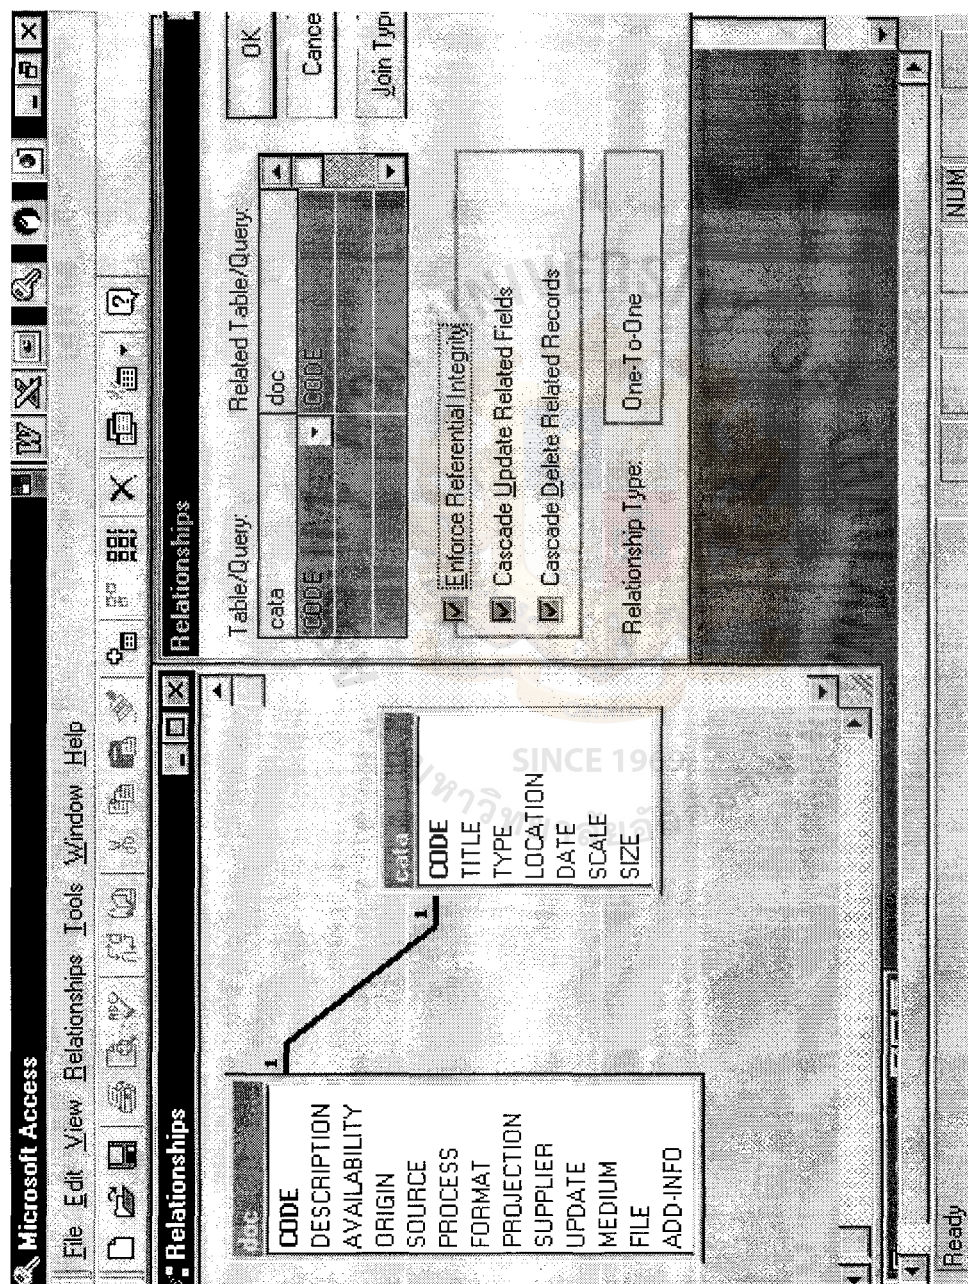 Microsoft Access
File Edit View Relationships Tools Window Help
Relationships
doc
CODE
DESCRIPTION
AVAILABILITY
ORIGIN
SOURCE
PROCESS
FORMAT
PROJECTION
SUPPLIER
UPDATE
MEDIUM
FILE
ADD-INFO
1
1
cata
CODE
TITLE
TYPE
LOCATION
DATE
SCALE
SIZE
Relationships
Table/Query: Related Table/Query:
cata doc
CODE CODE
OK
Cance
Join Typ
Enforce Referential Integrity
Cascade Update Related Fields
Cascade Delete Related Records
Relationship Type: One-To-One
SINCE 1969
Ready
NUM